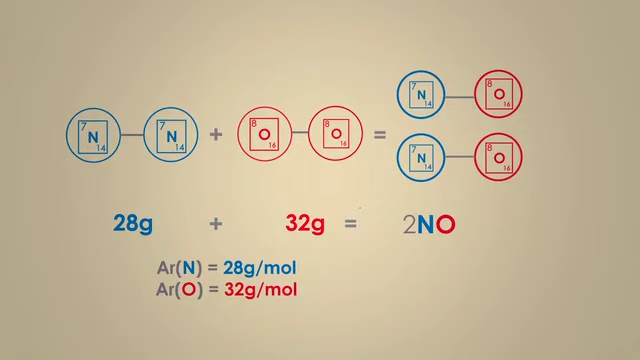 7 N 14 7 N 14 + 8 O 16 8 O 16 = 7 N 14 8 O 16
7 N 14 8 O 16
28g + 32g = 2NO
Ar(N) = 28g/mol
Ar(O) = 32g/mol